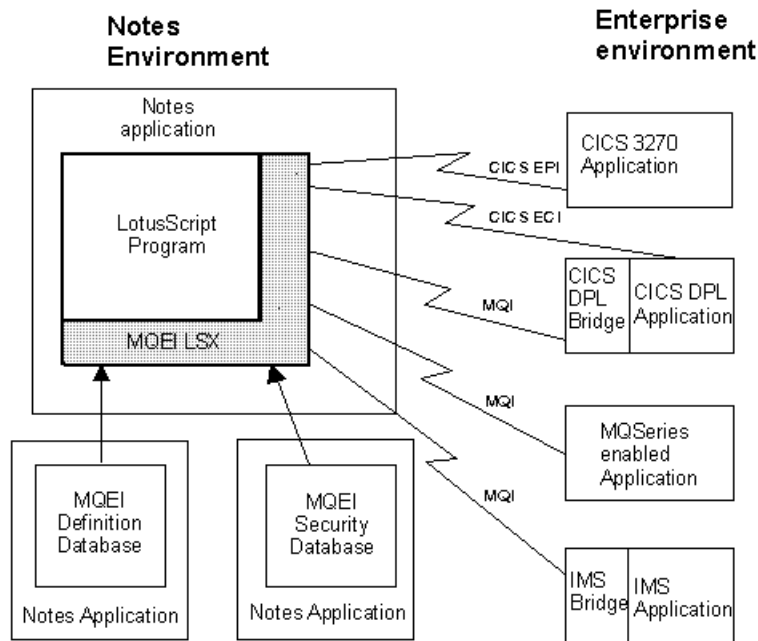 Notes
Environment
Enterprise
environment
Notes
application
LotusScript
Program
MQEI LSX
CICS EPI
CICS ECI
MQI
MQI
MQI
CICS 3270
Application
CICS
DPL
Bridge
CICS DPL
Application
MQSeries
enabled
Application
IMS
Bridge
IMS
Application
MQEI
Definition
Database
Notes Application
MQEI
Security
Database
Notes Application